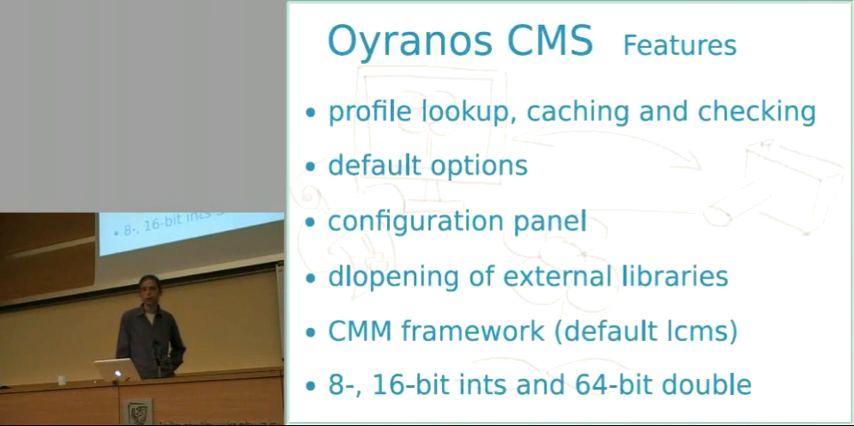 Oyranos CMS Features
• profile lookup, caching and checking
• default options
• configuration panel
• dlopening of external libraries
• CMM framework (default lcms)
• 8-, 16-bit ints and 64-bit double
• 8-, 16-bit ints